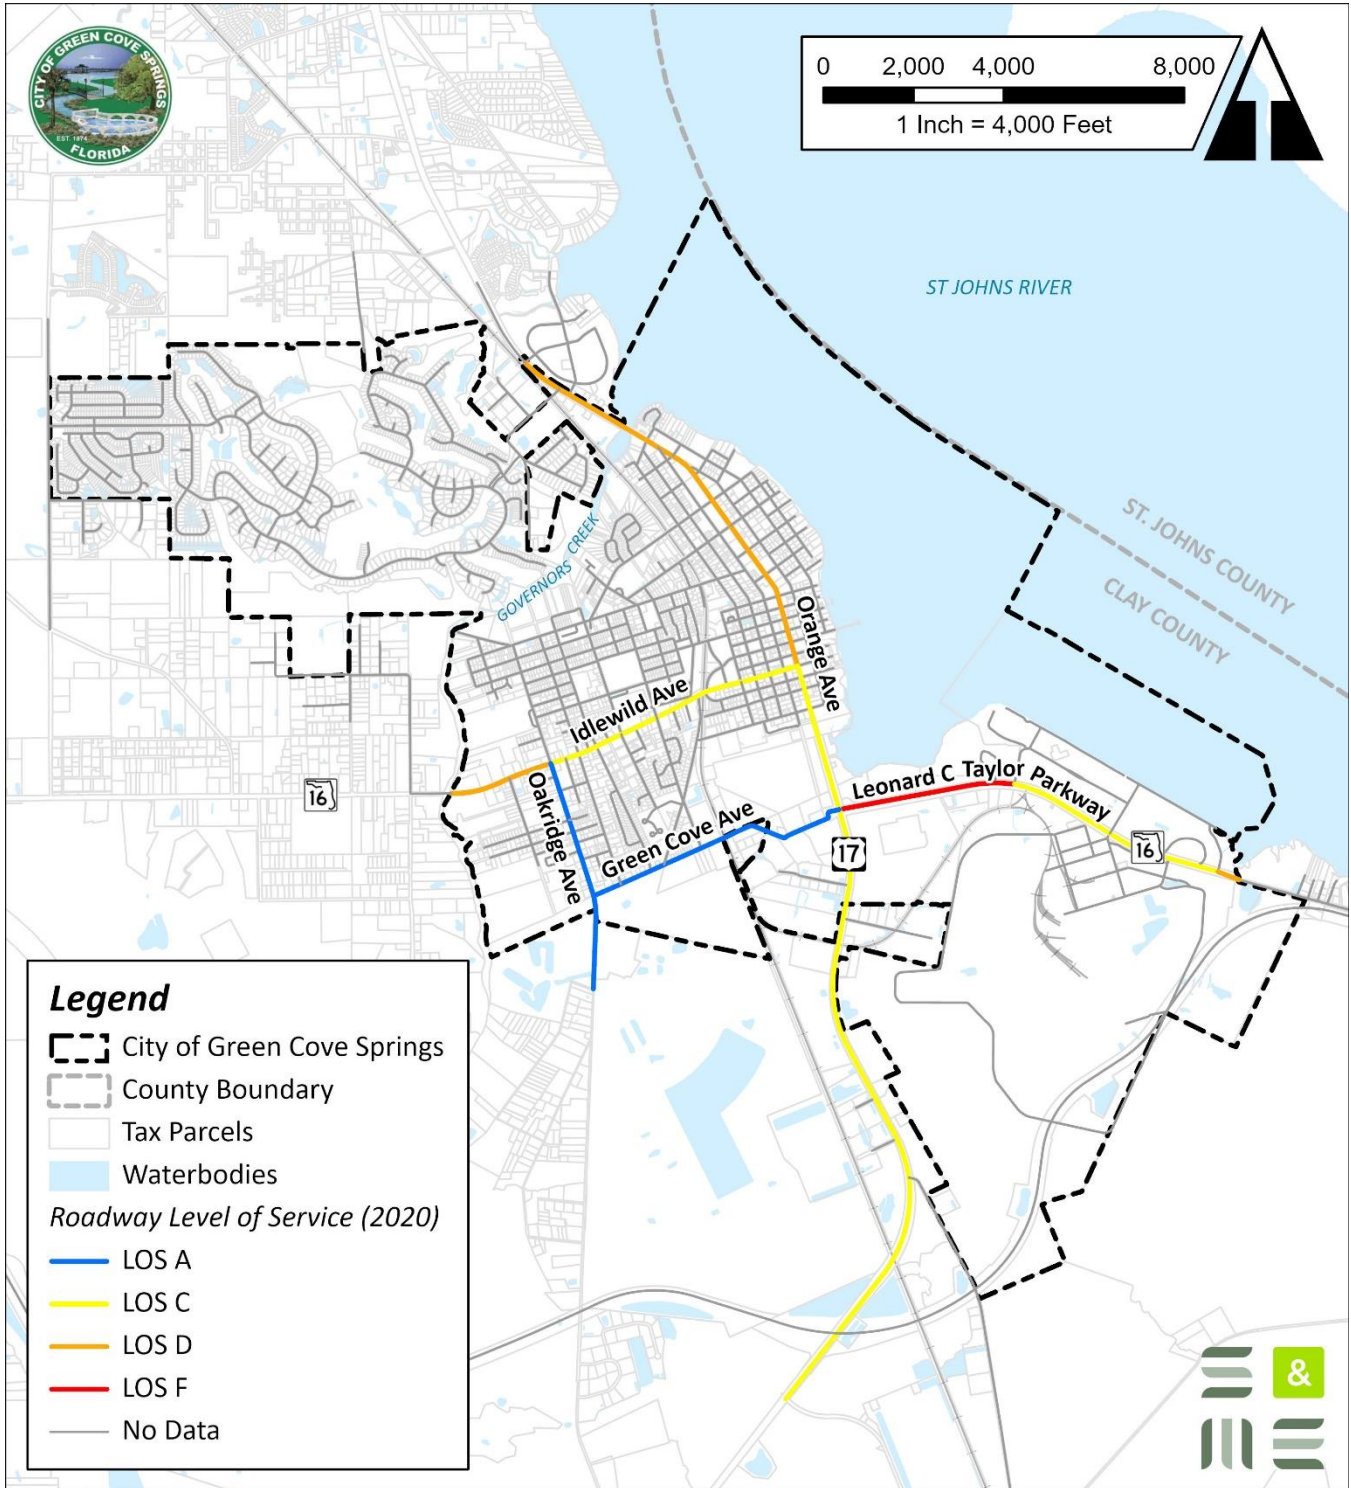 CITY OF GREEN COVE SPRINGS
EST. 1874
FLORIDA
0 2,000 4,000 8,000
1 Inch = 4,000 Feet
ST JOHNS RIVER
ST. JOHNS COUNTY
CLAY COUNTY
GOVERNORS CREEK
Orange Ave
Idlewild Ave
Leonard C Taylor Parkway
16
Oakridge Ave
Green Cove Ave
17
16
Legend
City of Green Cove Springs
County Boundary
Tax Parcels
Waterbodies
Roadway Level of Service (2020)
LOS A
LOS C
LOS D
LOS F
No Data
S &
M E